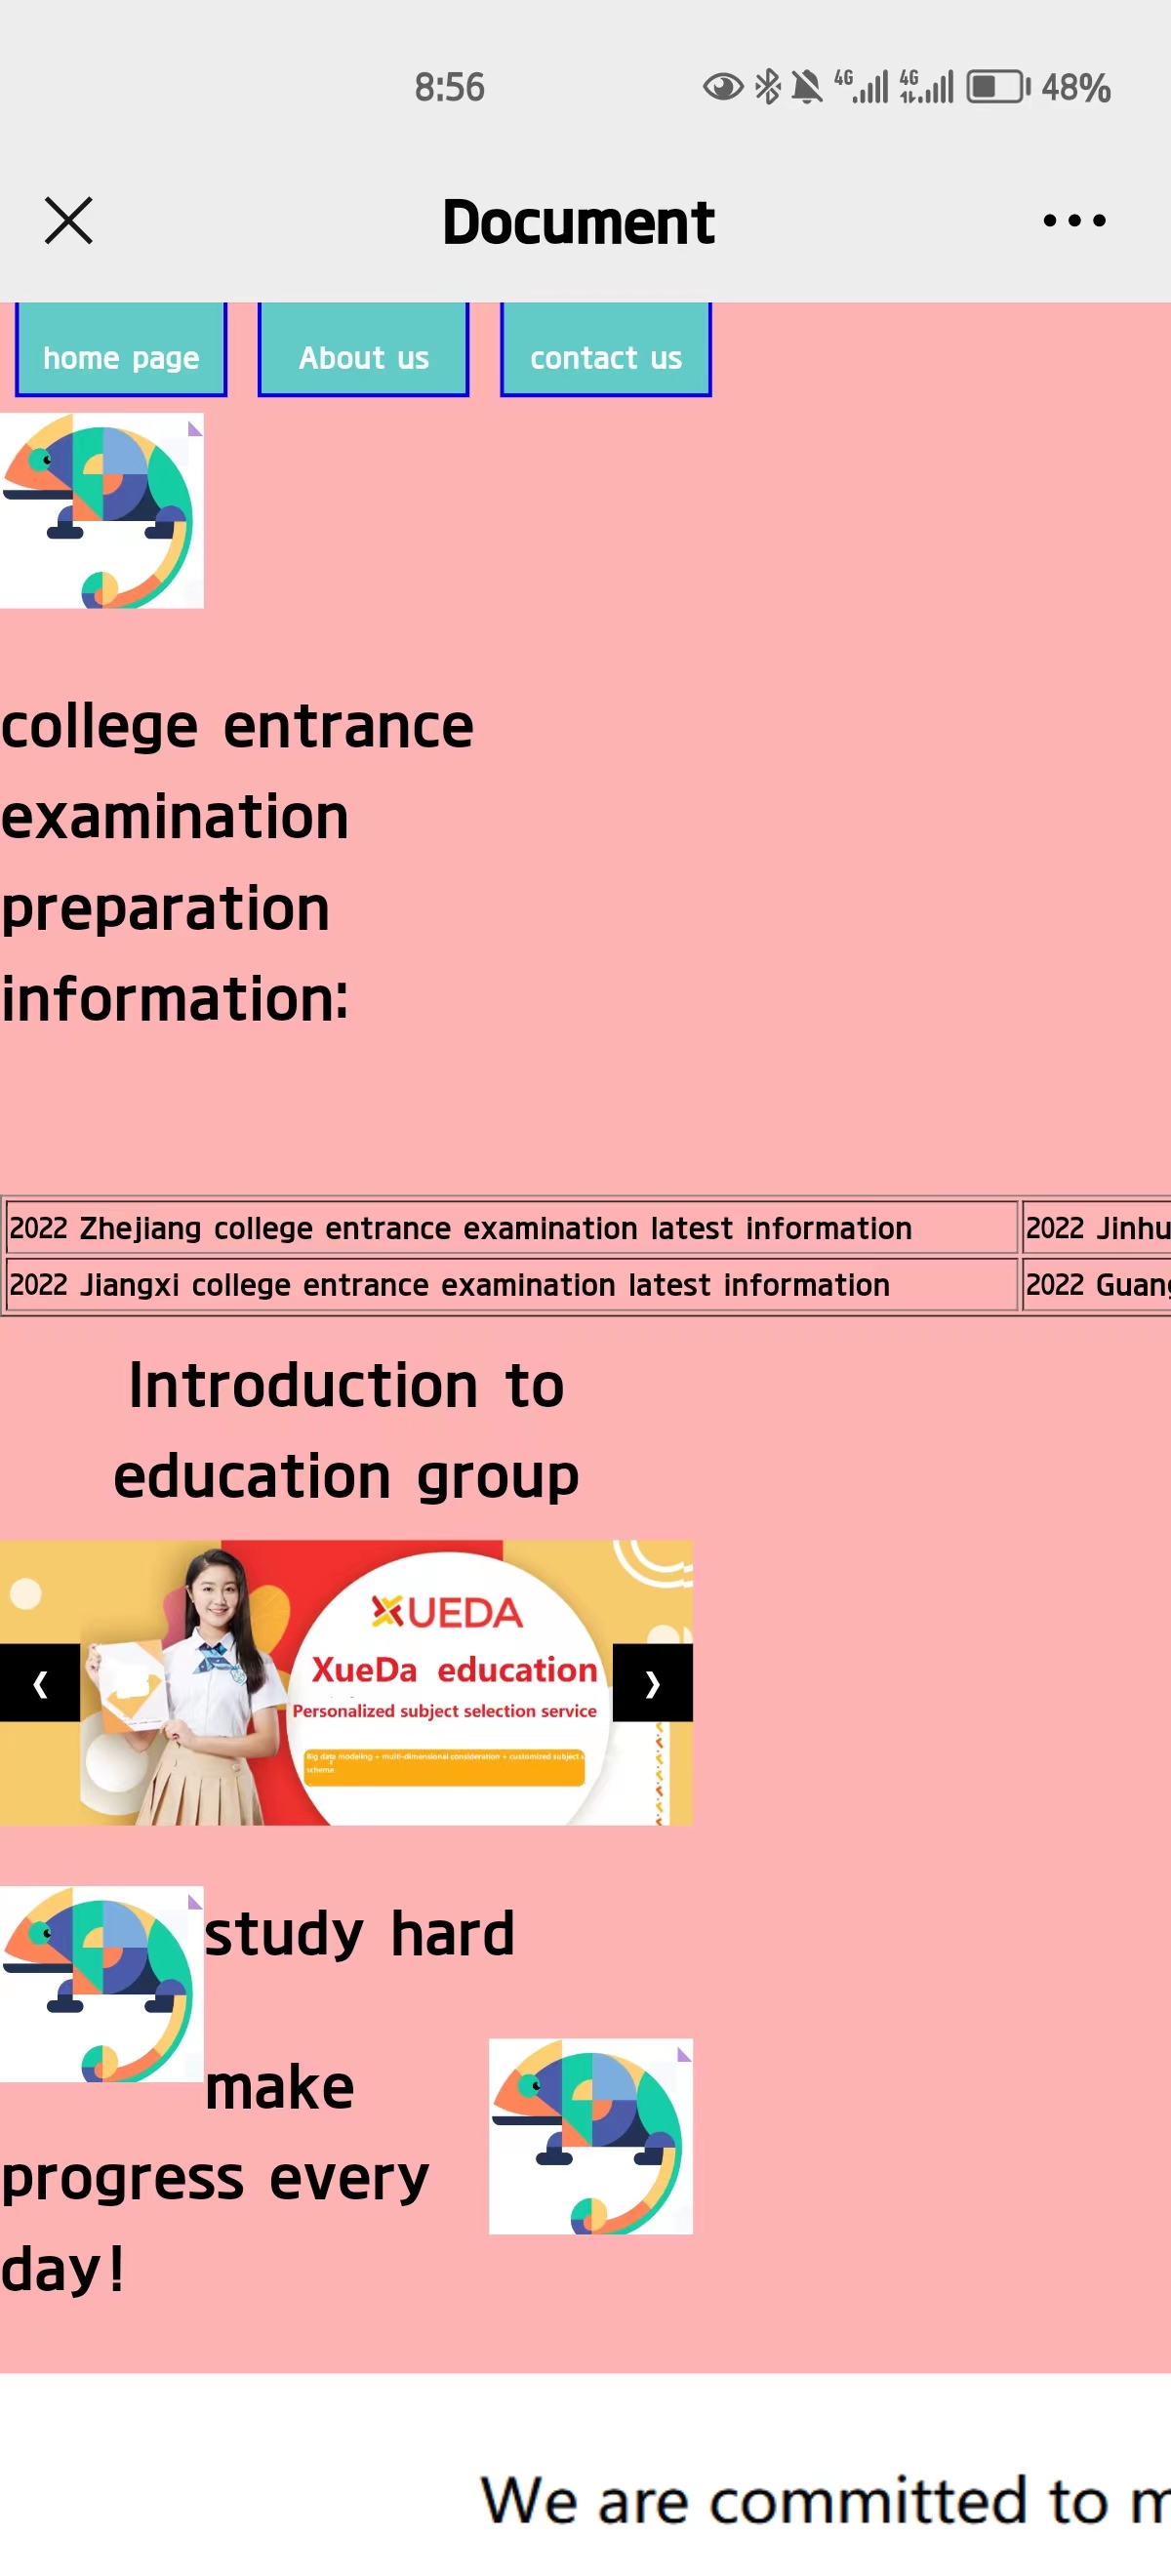 8:56
4G 4G 48%
Document
home page About us contact us
college entrance
examination
preparation
information:
2022 Zhejiang college entrance examination latest information 2022 Jinhu
2022 Jiangxi college entrance examination latest information 2022 Guang
Introduction to
education group
XUEDA
XueDa education
Personalized subject selection service
Big data modeling + multi-dimensional consideration + customized subject
scheme
study hard
make
progress every
day!
We are committed to m